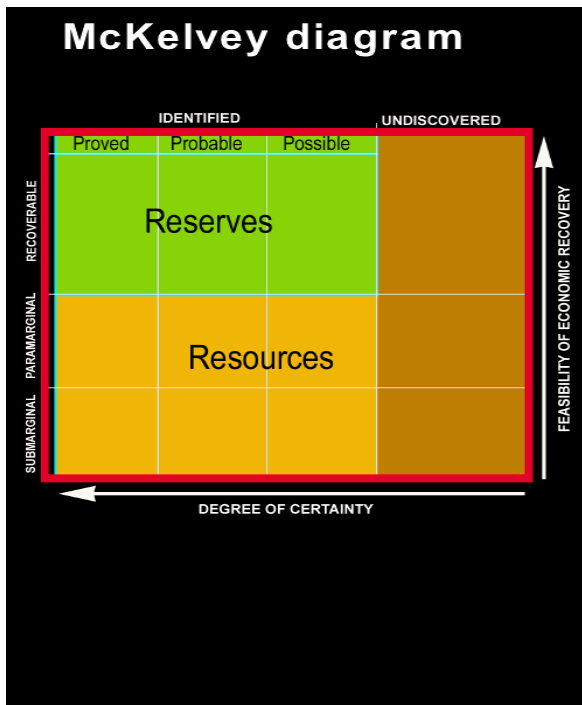 McKelvey diagram
IDENTIFIED
UNDISCOVERED
Proved Probable Possible
RECOVERABLE
Reserves
PARAMARGINAL
Resources
SUBMARGINAL
FEASIBILITY OF ECONOMIC RECOVERY
DEGREE OF CERTAINTY